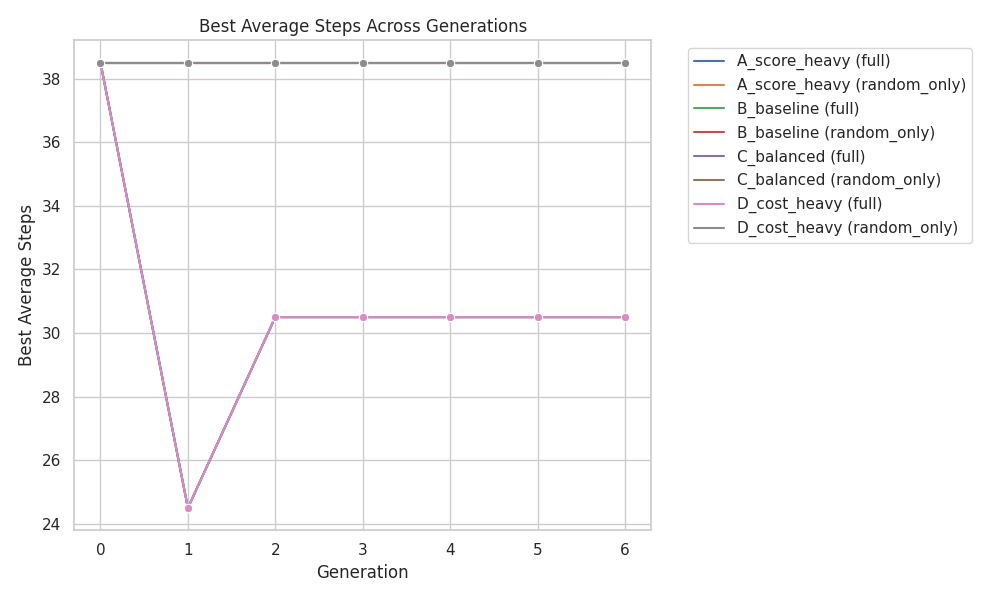 Best Average Steps Across Generations
Best Average Steps
38
36
34
32
30
28
26
24
0 1 2 3 4 5 6
Generation
A_score_heavy (full)
A_score_heavy (random_only)
B_baseline (full)
B_baseline (random_only)
C_balanced (full)
C_balanced (random_only)
D_cost_heavy (full)
D_cost_heavy (random_only)